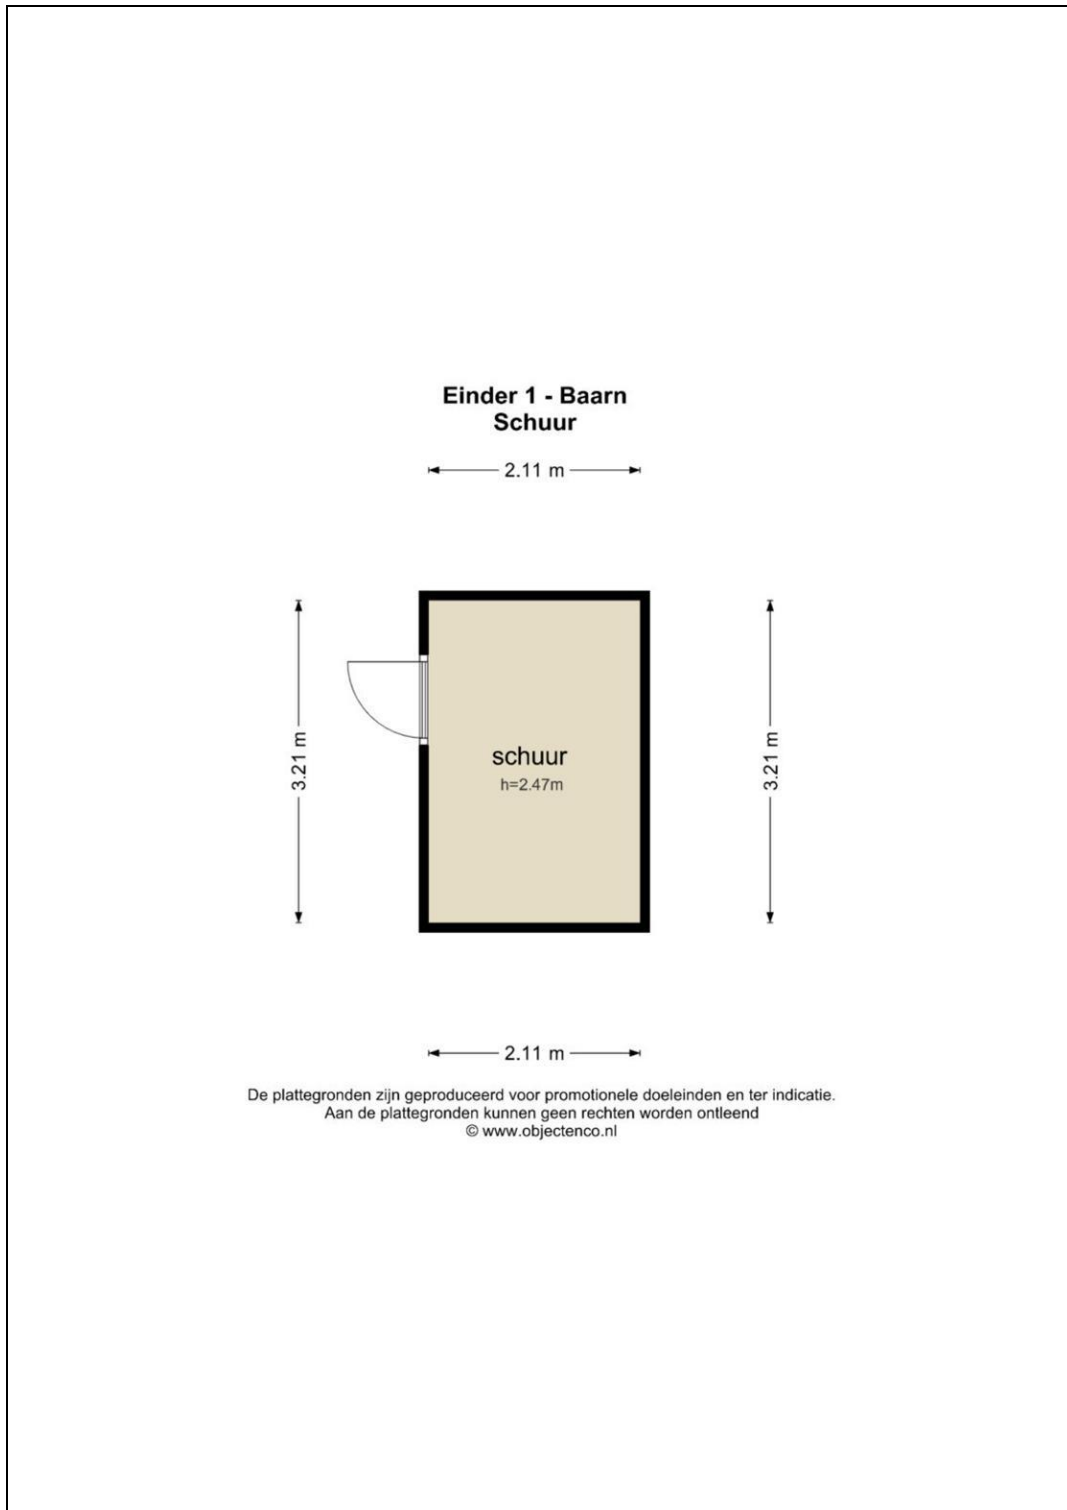 Einder 1 - Baarn
Schuur
2.11 m
3.21 m
3.21 m
schuur
h=2.47m
2.11 m
De plattegronden zijn geproduceerd voor promotionele doeleinden en ter indicatie.
Aan de plattegronden kunnen geen rechten worden ontleend
© www.objectenco.nl